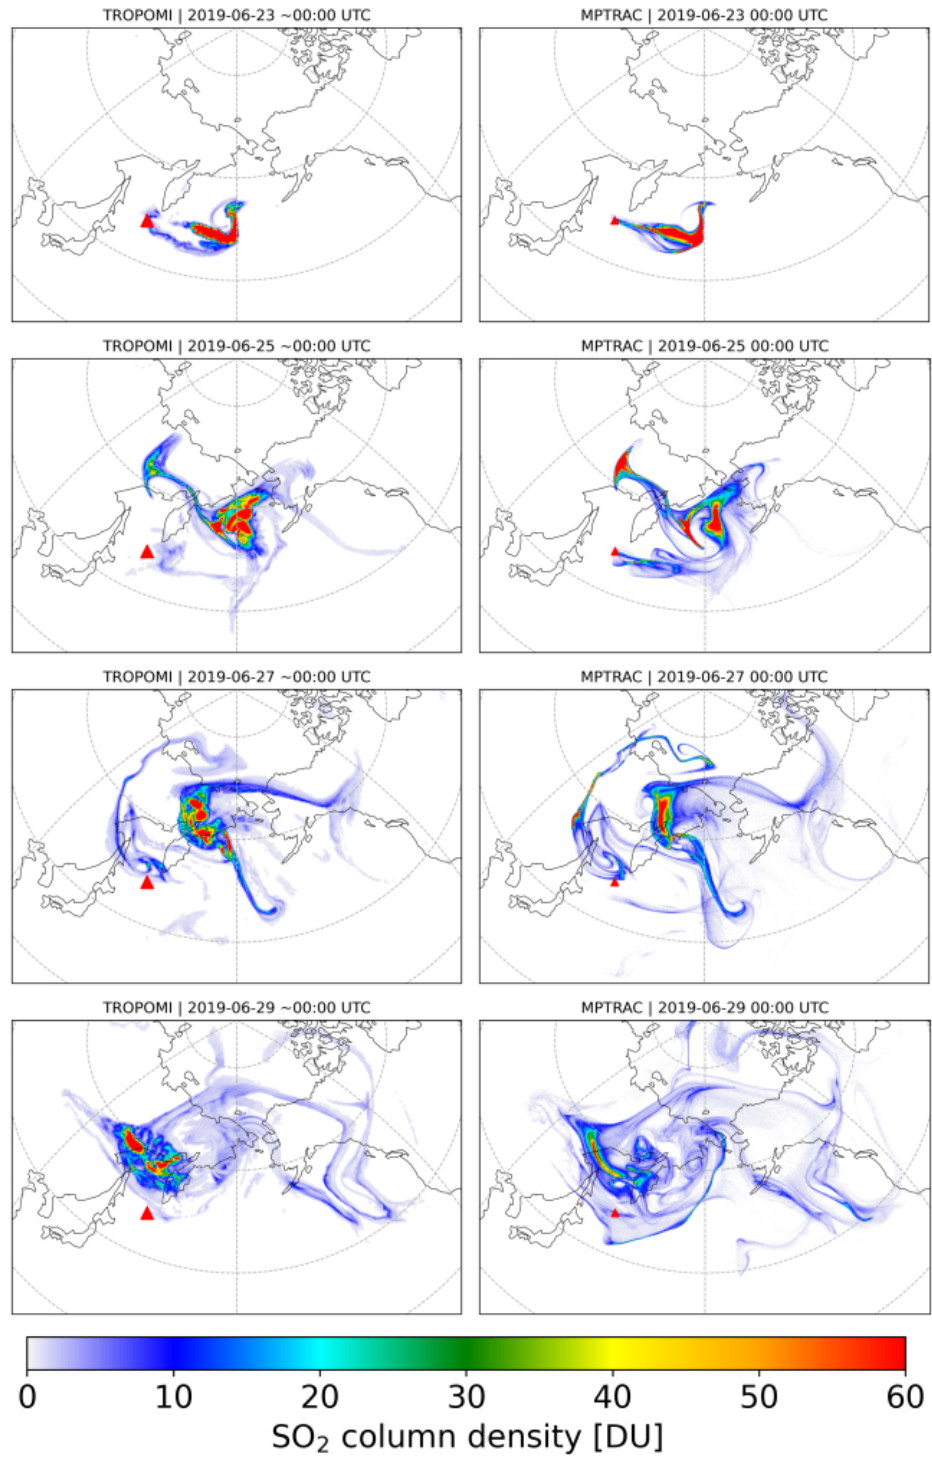 TROPOMI | 2019-06-23 ~00:00 UTC
MPTRAC | 2019-06-23 00:00 UTC
TROPOMI | 2019-06-25 ~00:00 UTC
MPTRAC | 2019-06-25 00:00 UTC
TROPOMI | 2019-06-27 ~00:00 UTC
MPTRAC | 2019-06-27 00:00 UTC
TROPOMI | 2019-06-29 ~00:00 UTC
MPTRAC | 2019-06-29 00:00 UTC
0 10 20 30 40 50 60
SO₂ column density [DU]